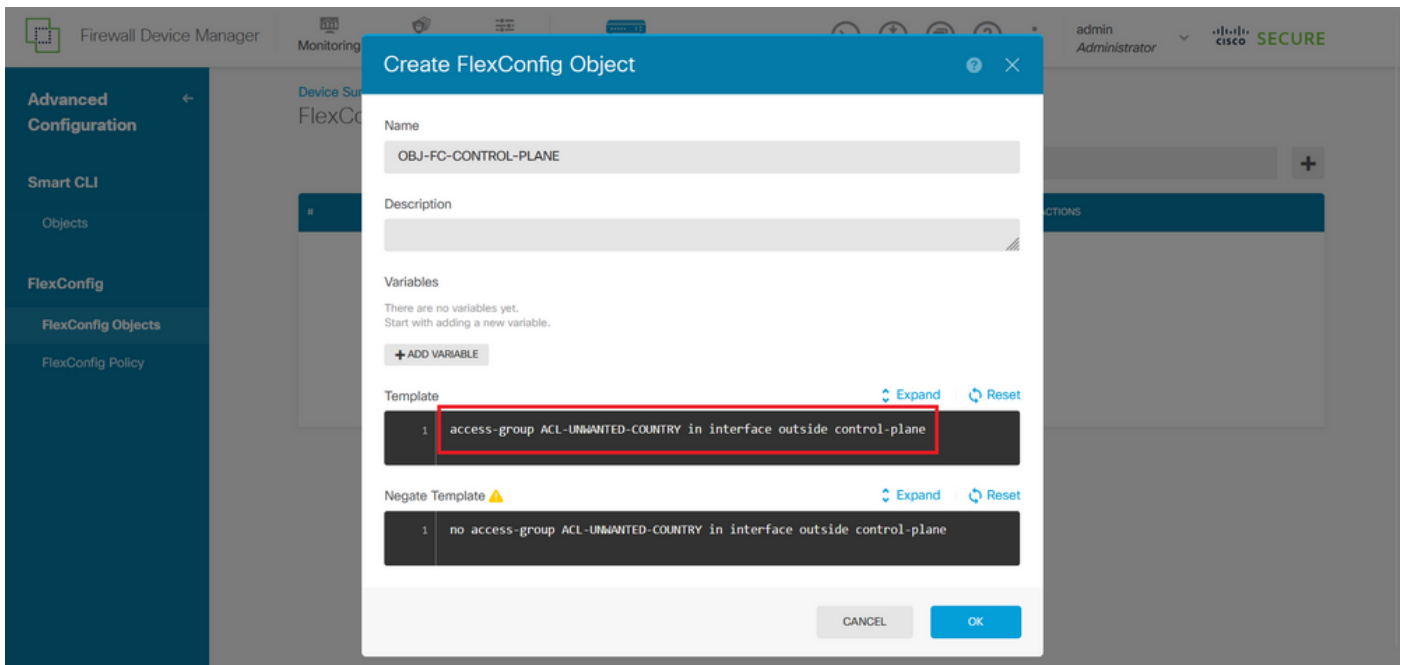 Firewall Device Manager
Monitoring
admin
Administrator
cisco SECURE
Advanced
Configuration
Smart CLI
Objects
FlexConfig
FlexConfig Objects
FlexConfig Policy
Device Sur
FlexCo
#
CTIONS
Create FlexConfig Object
Name
OBJ-FC-CONTROL-PLANE
Description
Variables
There are no variables yet.
Start with adding a new variable.
+ ADD VARIABLE
Template
Expand
Reset
1 access-group ACL-UNWANTED-COUNTRY in interface outside control-plane
Negate Template
Expand
Reset
1 no access-group ACL-UNWANTED-COUNTRY in interface outside control-plane
CANCEL
OK